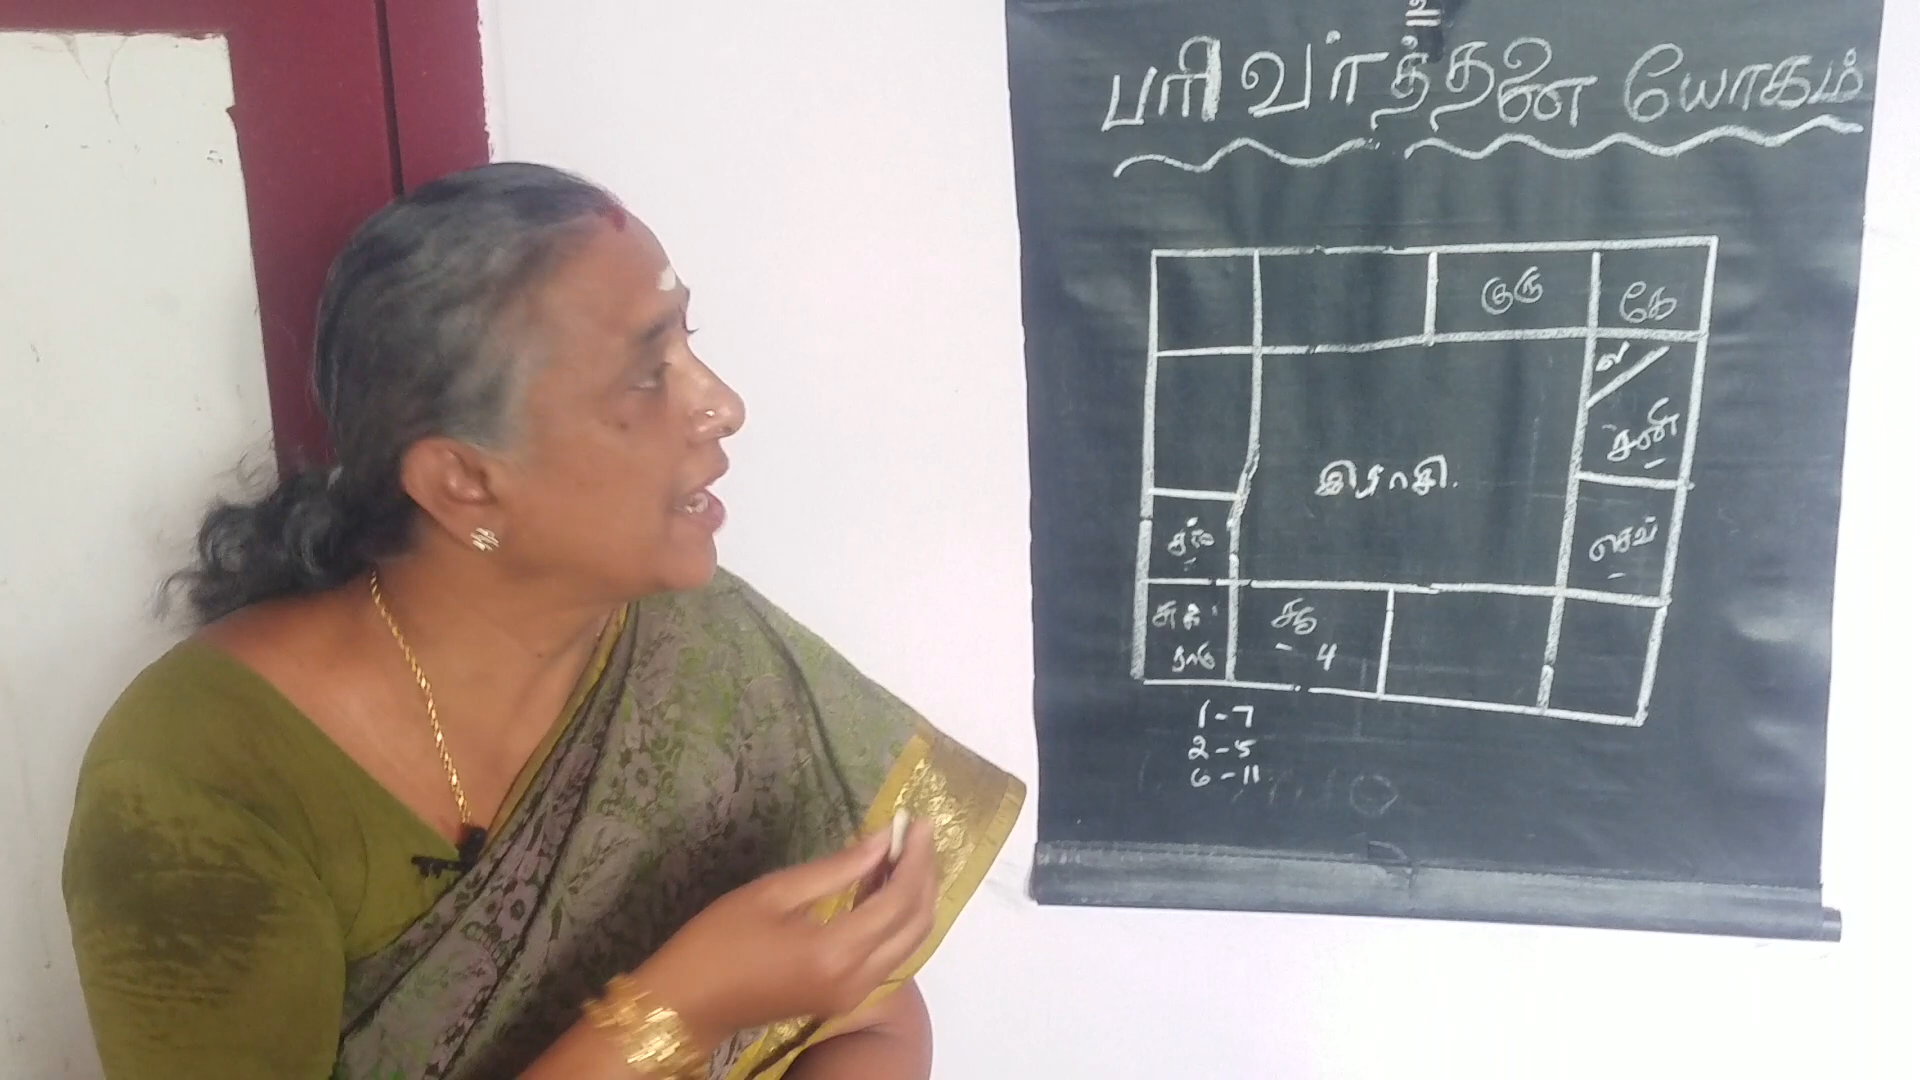 பரிவர்த்தனை யோகம்
குரு
கே
ல
சனி
இராசி.
சந்
செவ்
சுக்
ராகு
சூ
4
1-7
2-5
6-11